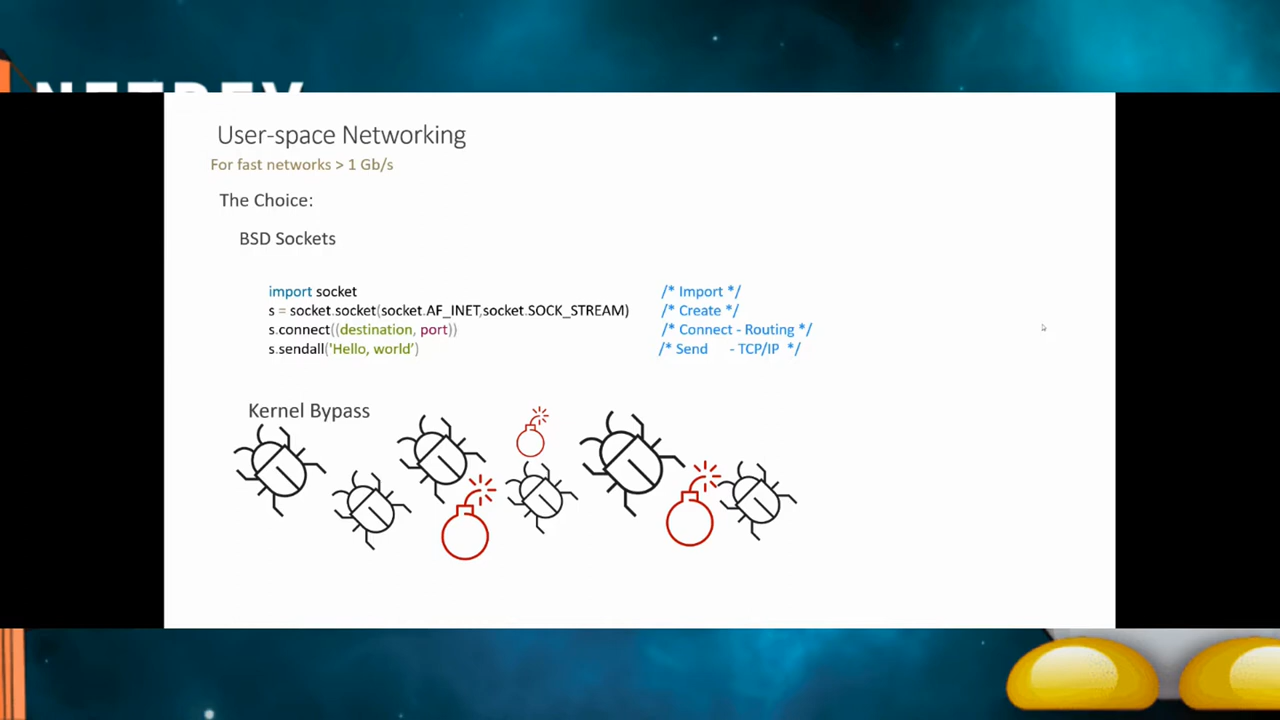 User-space Networking
For fast networks > 1 Gb/s
The Choice:
BSD Sockets
import socket /* Import */
s = socket.socket(socket.AF_INET,socket.SOCK_STREAM) /* Create */
s.connect((destination, port)) /* Connect - Routing */
s.sendall('Hello, world’) /* Send - TCP/IP */
Kernel Bypass